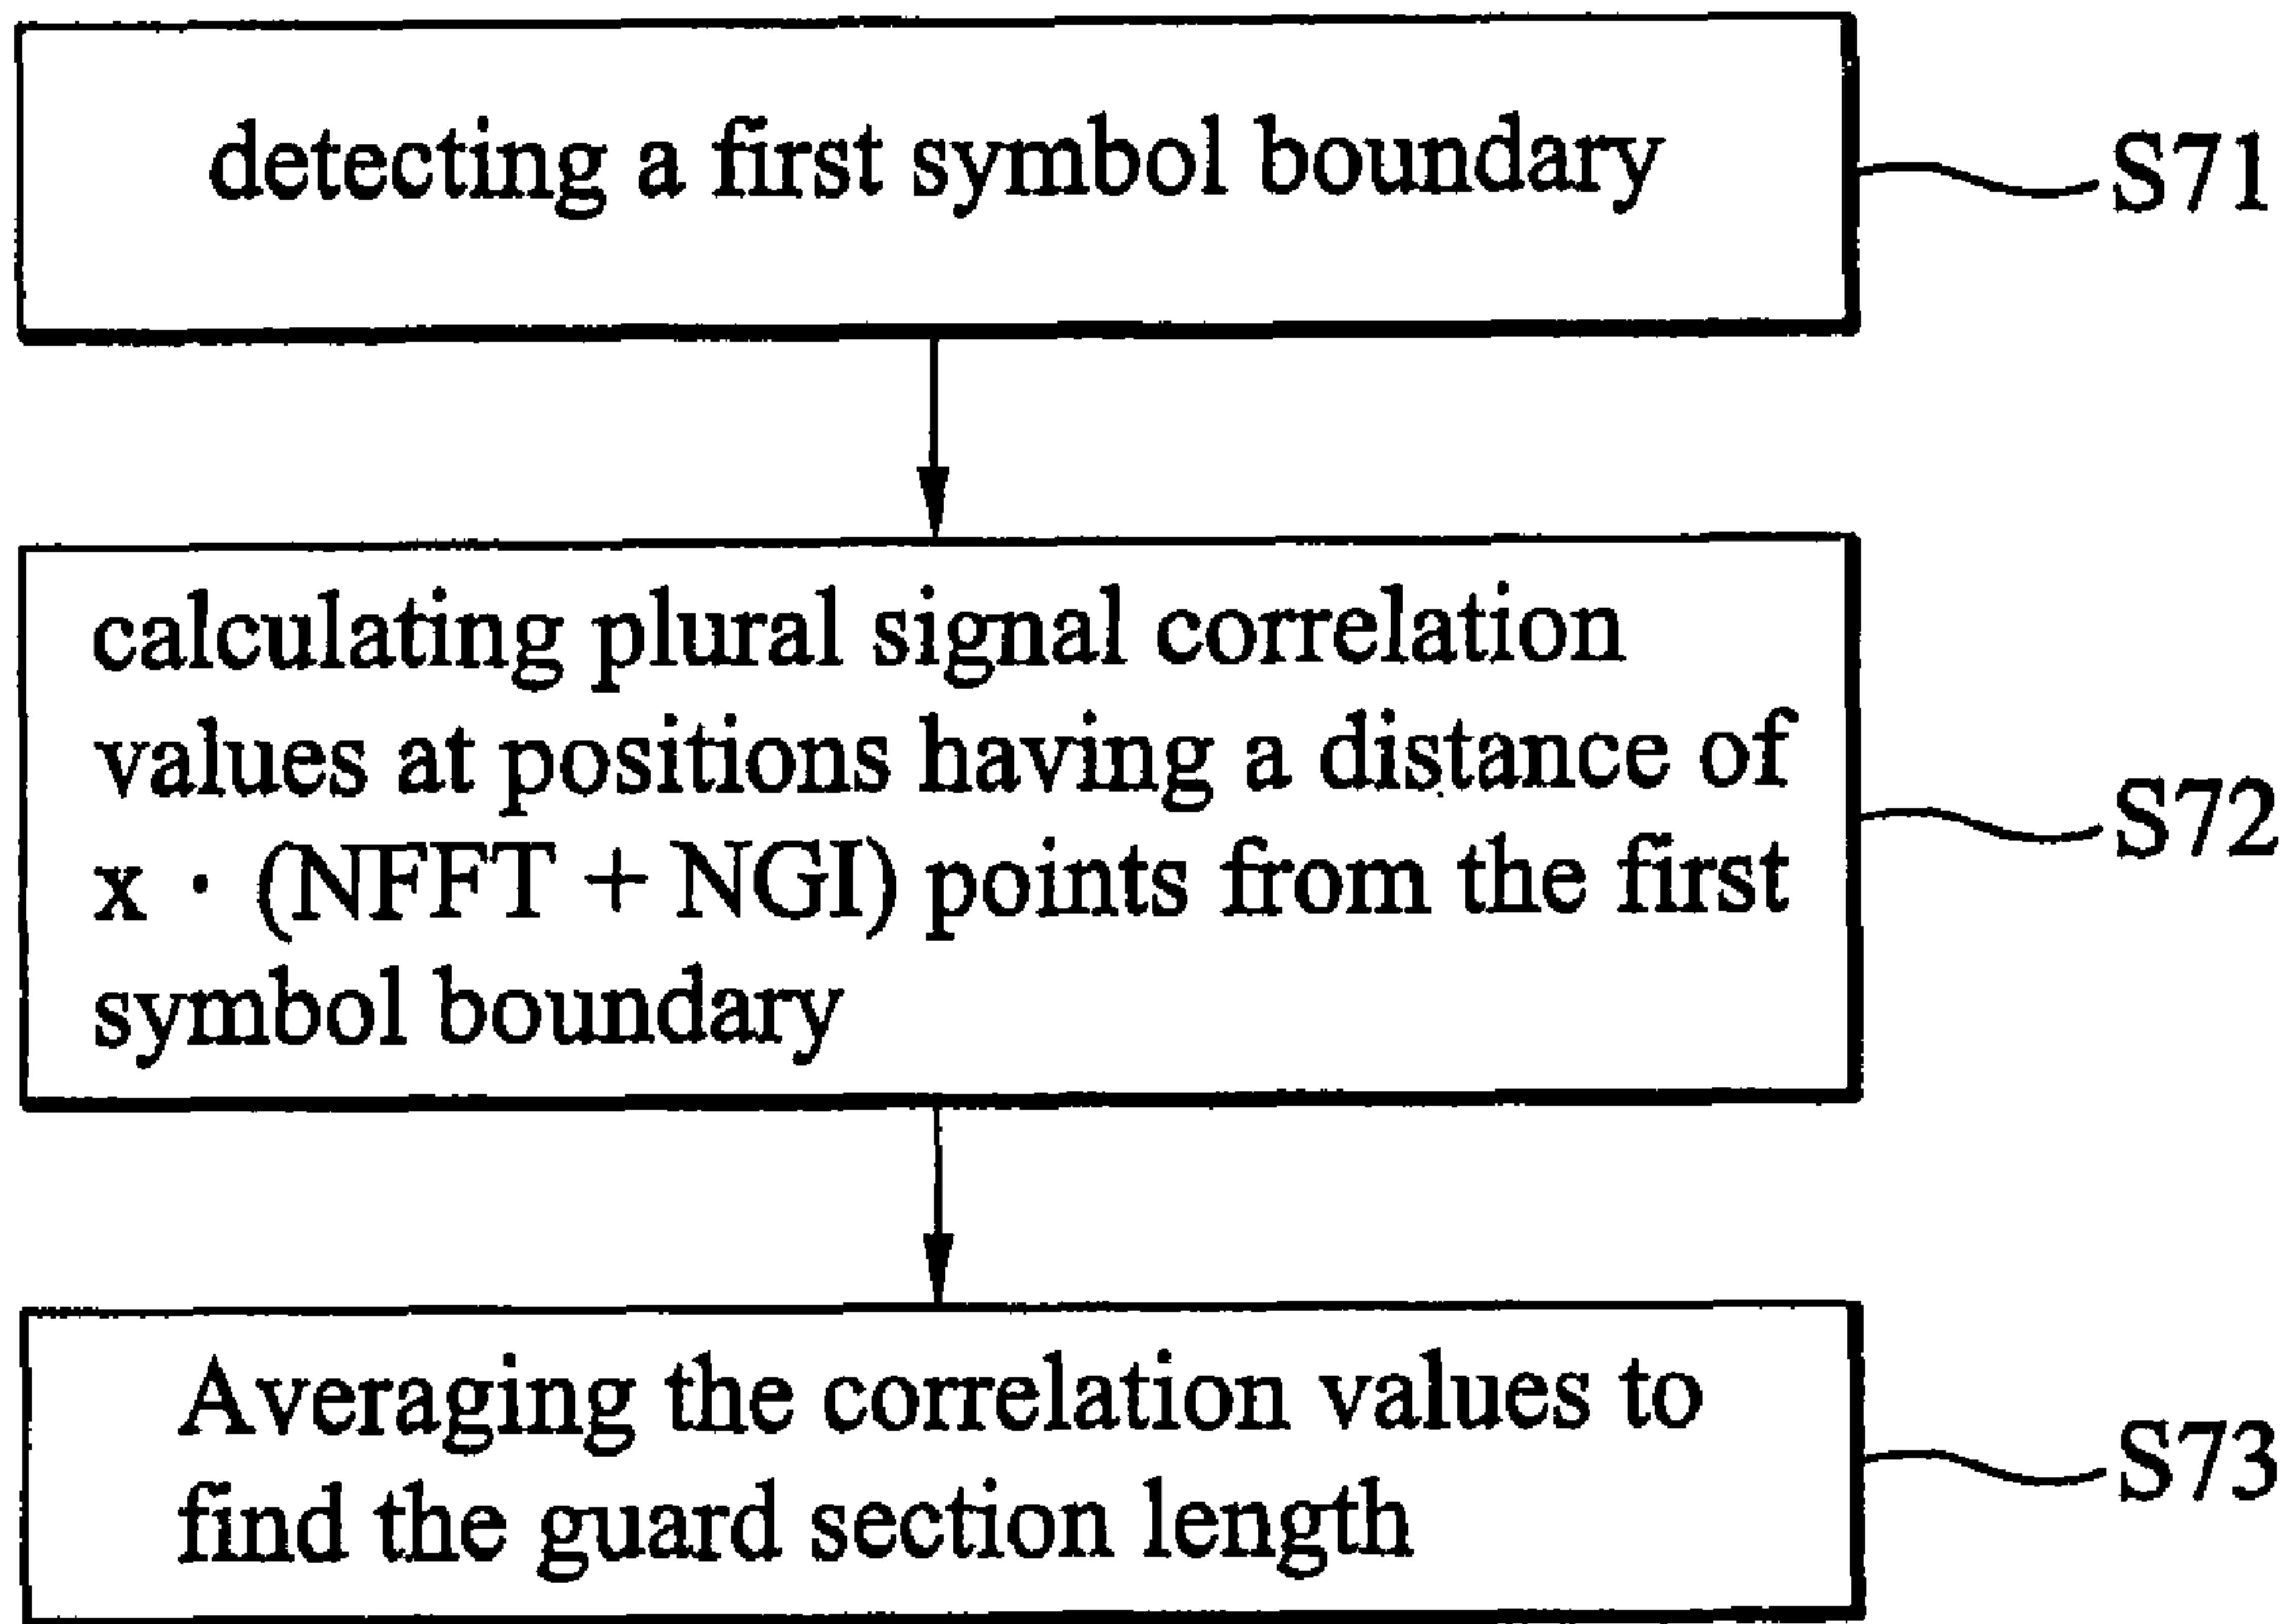 detecting a first symbol boundary
S71
calculating plural signal correlation
values at positions having a distance of
x · (NFFT + NGI) points from the first
symbol boundary
S72
Averaging the correlation values to
find the guard section length
S73